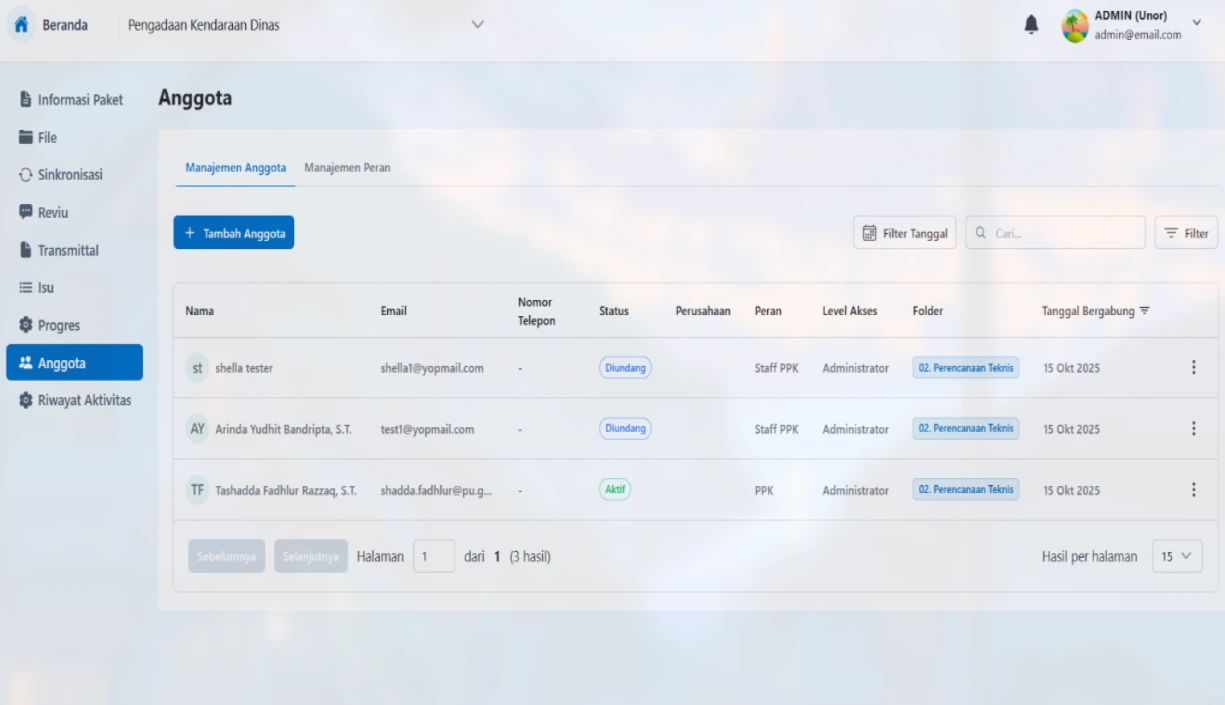 Beranda
Pengadaan Kendaraan Dinas
ADMIN (Unor)
admin@email.com
Informasi Paket
File
Sinkronisasi
Reviu
Transmittal
Isu
Progres
Anggota
Riwayat Aktivitas
Anggota
Manajemen Anggota Manajemen Peran
+ Tambah Anggota
Filter Tanggal
Cari...
Filter
Nama Email Nomor Telepon Status Perusahaan Peran Level Akses Folder Tanggal Bergabung
st shella tester shella1@yopmail.com - Diundang Staff PPK Administrator 02. Perencanaan Teknis 15 Okt 2025
AY Arinda Yudhit Bandripta, S.T. test1@yopmail.com - Diundang Staff PPK Administrator 02. Perencanaan Teknis 15 Okt 2025
TF Tashadda Fadhlur Razzaq, S.T. shadda.fadhlur@pu.g... - Aktif PPK Administrator 02. Perencanaan Teknis 15 Okt 2025
Sebelumnya Selanjutnya Halaman 1 dari 1 (3 hasil)
Hasil per halaman 15